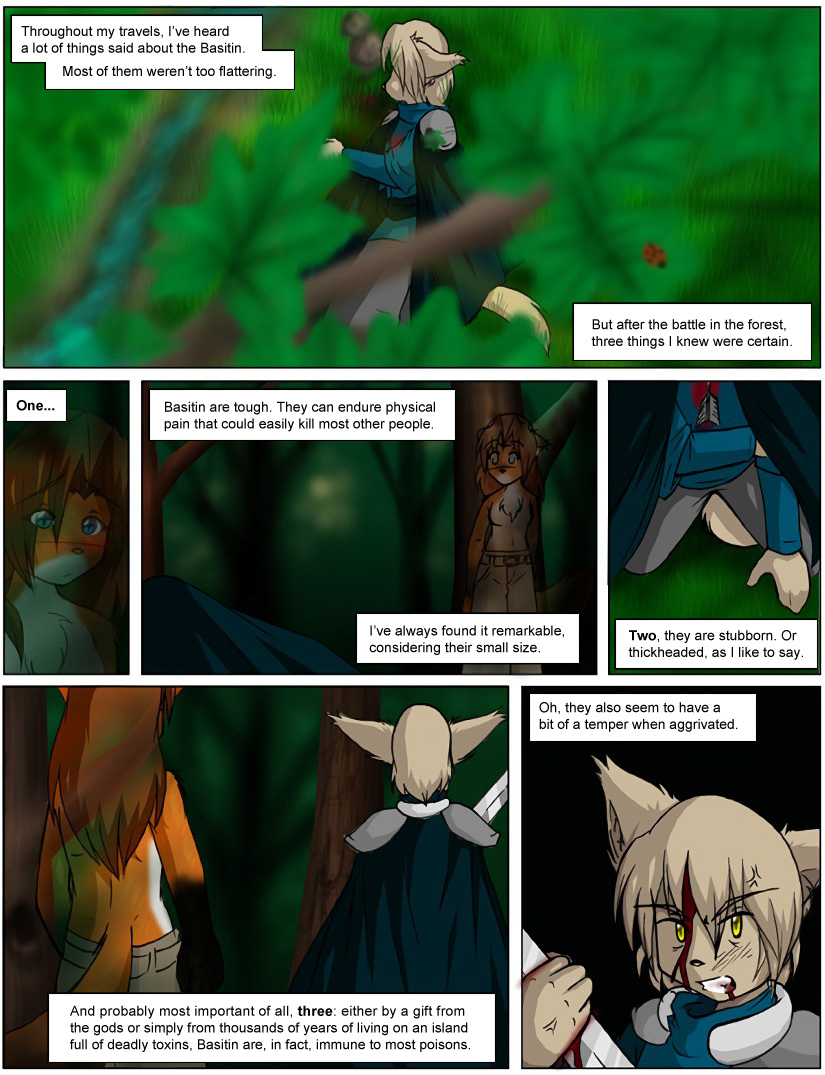 Throughout my travels, I've heard
a lot of things said about the Basitin.
Most of them weren't too flattering.
But after the battle in the forest,
three things I knew were certain.
One...
Basitin are tough. They can endure physical
pain that could easily kill most other people.
I've always found it remarkable,
considering their small size.
Two, they are stubborn. Or
thickheaded, as I like to say.
And probably most important of all, three: either by a gift from
the gods or simply from thousands of years of living on an island
full of deadly toxins, Basitin are, in fact, immune to most poisons.
Oh, they also seem to have a
bit of a temper when aggrivated.